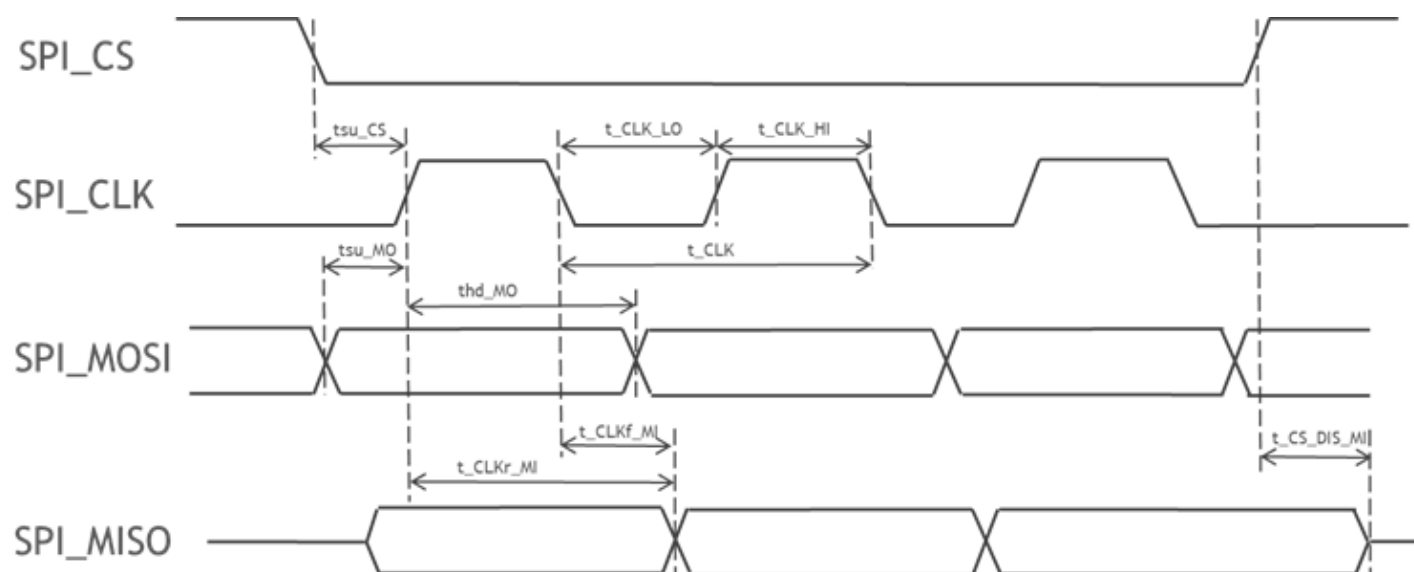 SPI_CS
tsu_CS
t_CLK_LO
t_CLK_HI
SPI_CLK
tsu_MO
t_CLK
thd_MO
SPI_MOSI
t_CLKf_MI
t_CS_DIS_MI
t_CLKr_MI
SPI_MISO